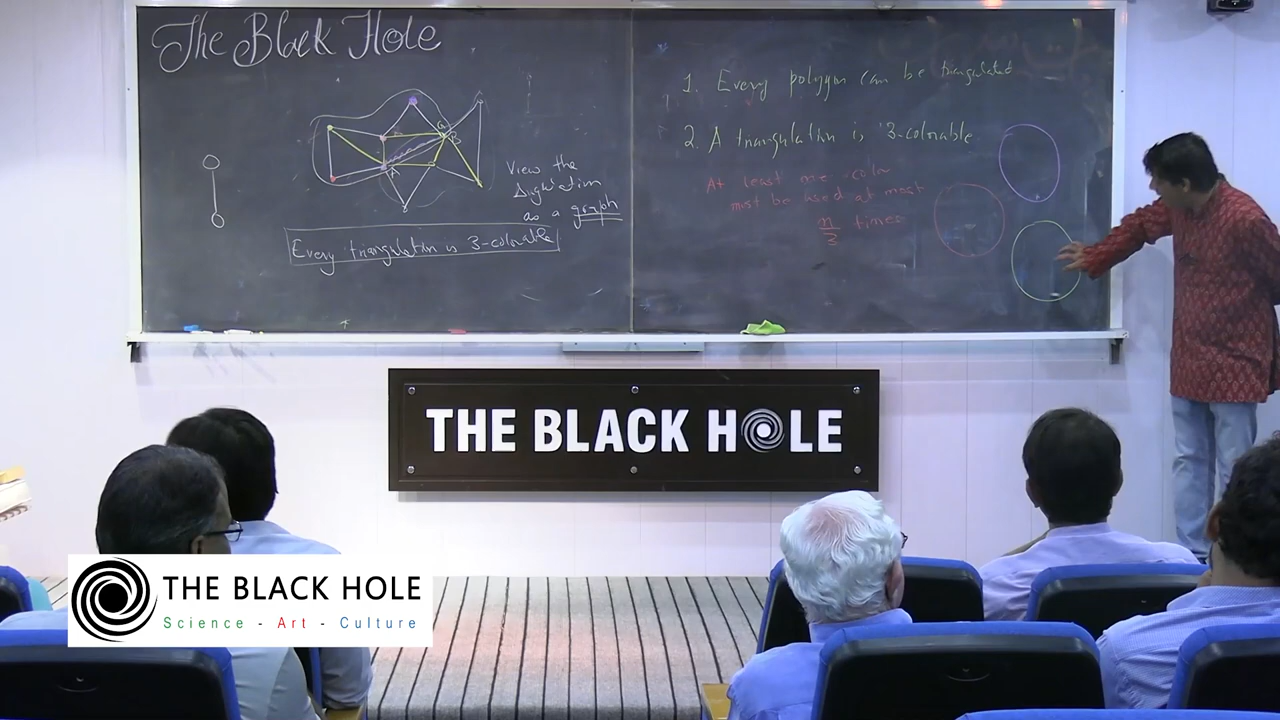 The Black Hole
G
B
A
View the
as a graph
Every triangulation is 3-colorable
1. Every polygon can be triangulated
2. A triangulation is 3-colorable
At least one color
must be used at most
n/3 times
THE BLACK HOLE
THE BLACK HOLE
Science - Art - Culture